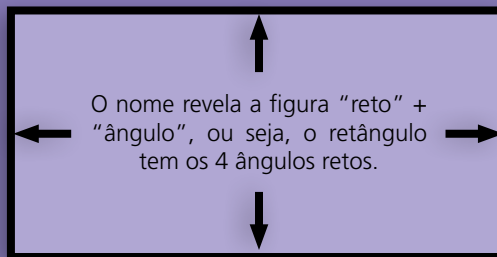 O nome revela a figura “reto” +
“ângulo”, ou seja, o retângulo
tem os 4 ângulos retos.